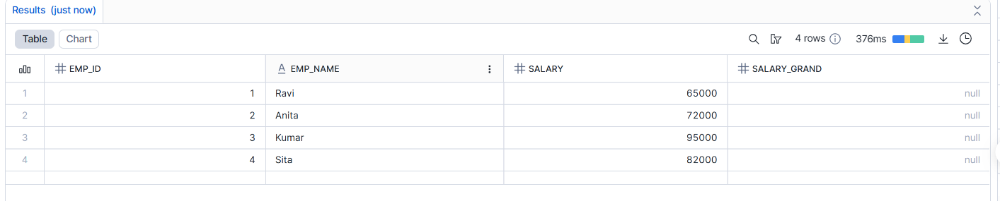 Results (just now)
Table Chart 4 rows 376ms
EMP_ID EMP_NAME SALARY SALARY_GRAND
1 1 Ravi 65000 null
2 2 Anita 72000 null
3 3 Kumar 95000 null
4 4 Sita 82000 null